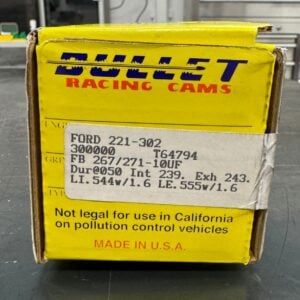 BULLET
RACING CAMS
FORD 221-302
300000 T64794
FB 267/271-10UF
Dur@050 Int 239. Exh 243.
LI.544w/1.6 LE.555w/1.6
Not legal for use in California
on pollution control vehicles
MADE IN U.S.A.